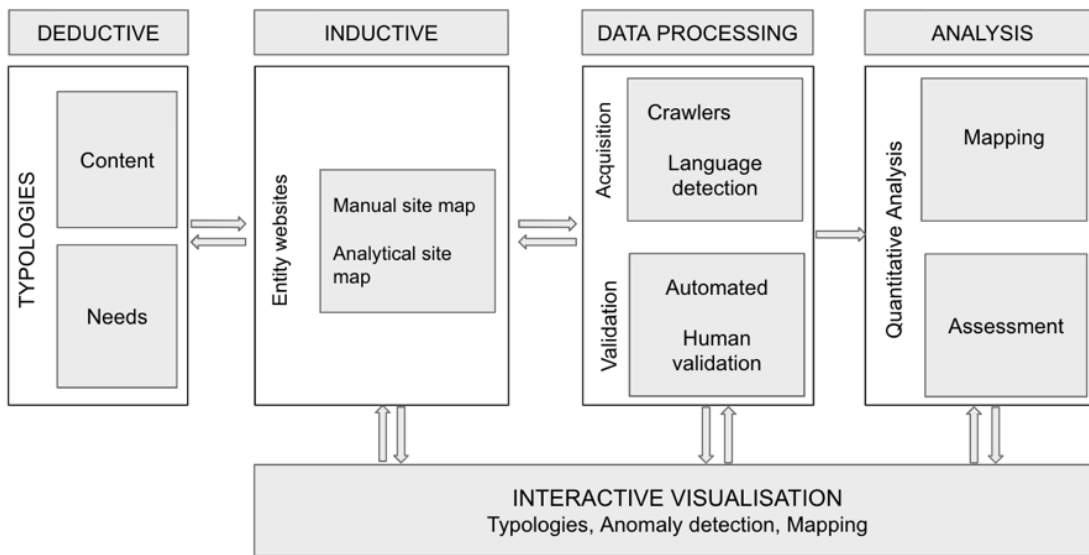 DEDUCTIVE
INDUCTIVE
DATA PROCESSING
ANALYSIS
TYPOLOGIES
Content
Needs
Entity websites
Manual site map
Analytical site
map
Acquisition
Crawlers
Language
detection
Validation
Automated
Human
validation
Quantitative Analysis
Mapping
Assessment
INTERACTIVE VISUALISATION
Typologies, Anomaly detection, Mapping